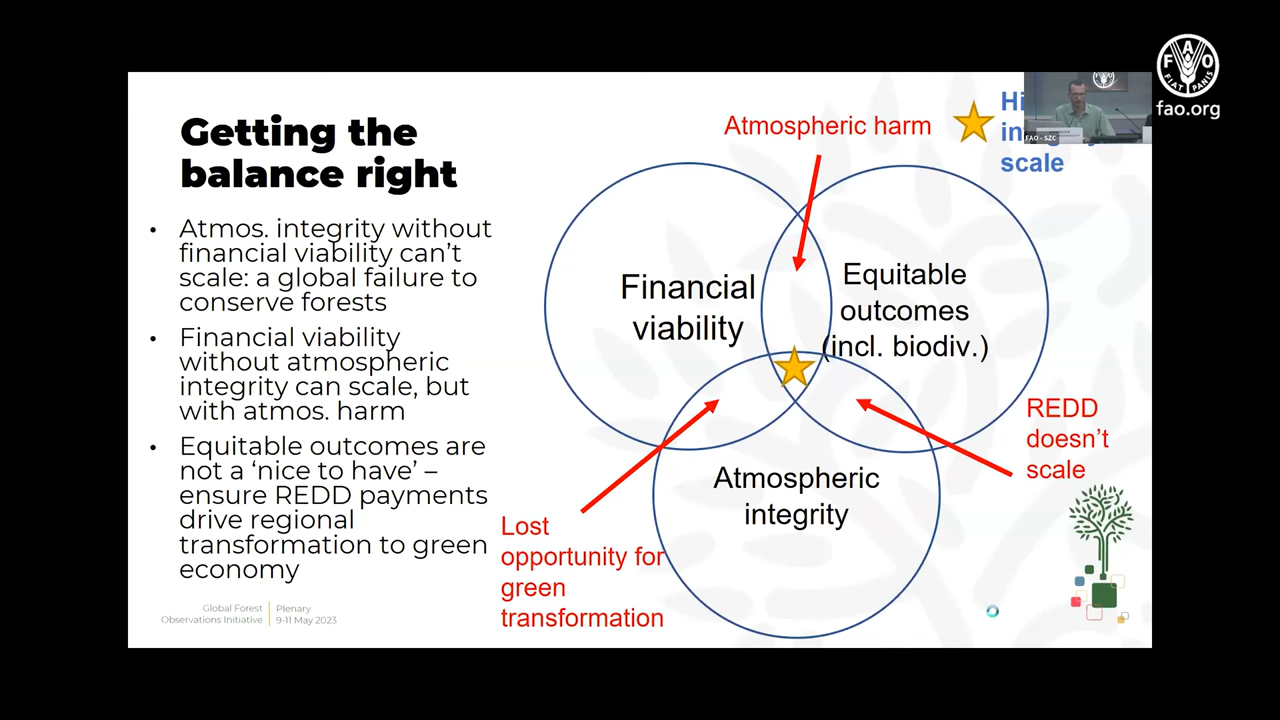 Getting the
balance right
• Atmos. integrity without
financial viability can't
scale: a global failure to
conserve forests
• Financial viability
without atmospheric
integrity can scale, but
with atmos. harm
• Equitable outcomes are
not a 'nice to have' –
ensure REDD payments
drive regional
transformation to green
economy
Global Forest
Observations Initiative
Plenary
9-11 May 2023
Atmospheric harm
scale
Financial
viability
Equitable
outcomes
(incl. biodiv.)
Atmospheric
integrity
REDD
doesn't
scale
Lost
opportunity for
green
transformation
FAO - SZC
FAO
FIAT PANIS
fao.org